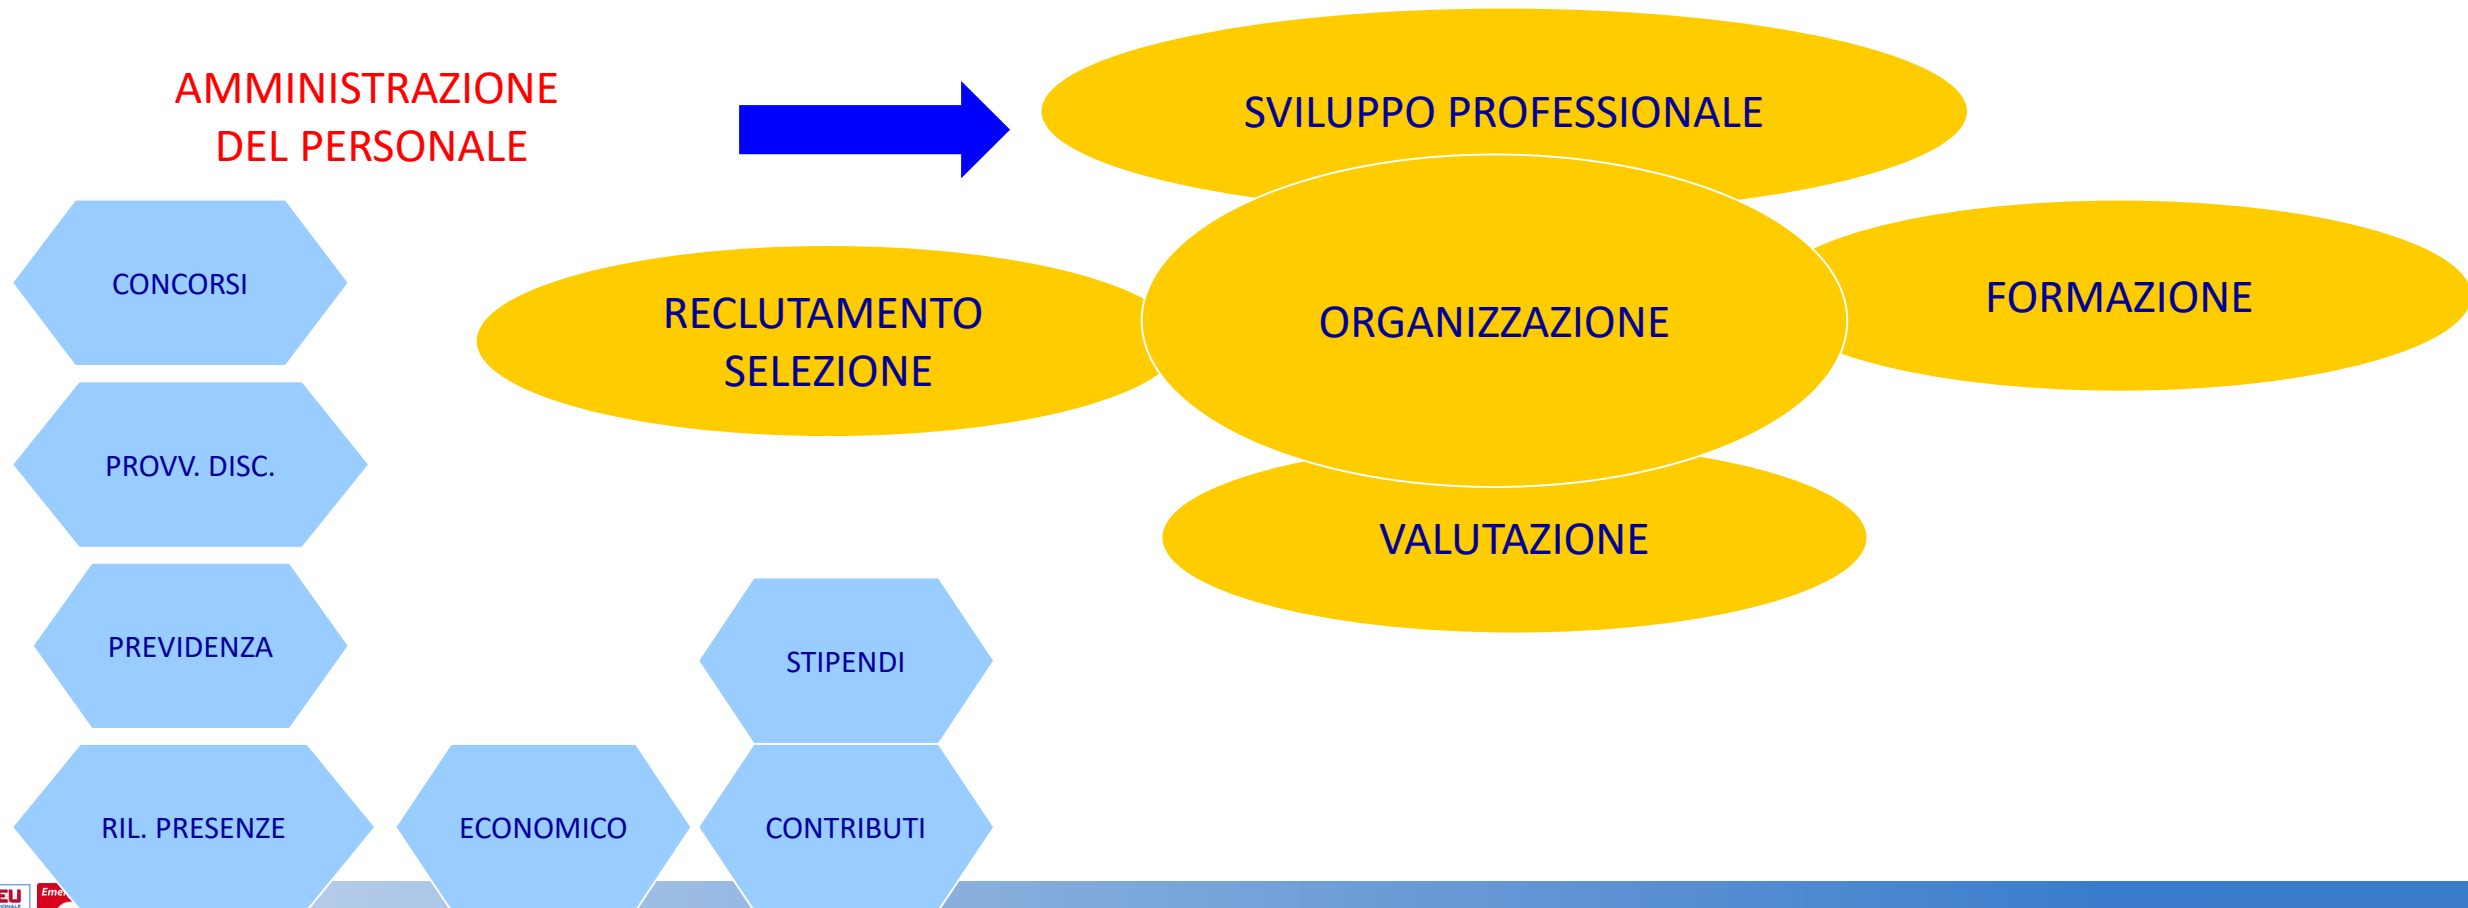 AMMINISTRAZIONE
DEL PERSONALE
SVILUPPO PROFESSIONALE
CONCORSI
RECLUTAMENTO
SELEZIONE
ORGANIZZAZIONE
FORMAZIONE
PROVV. DISC.
VALUTAZIONE
PREVIDENZA
STIPENDI
RIL. PRESENZE
ECONOMICO
CONTRIBUTI